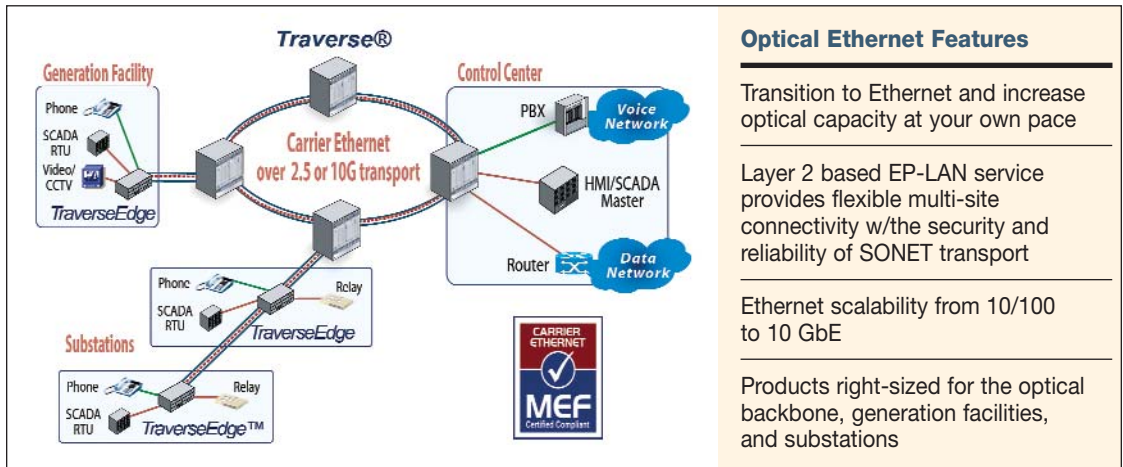 Traverse®
Generation Facility
Phone
SCADA
RTU
Video/
CCTV
TraverseEdge
Carrier Ethernet
over 2.5 or 10G transport
Control Center
PBX
Voice
Network
HMI/SCADA
Master
Router
Data
Network
Phone
Relay
SCADA
RTU
TraverseEdge
Substations
Phone
Relay
SCADA
RTU
TraverseEdge™
CARRIER
ETHERNET
MEF
Certified Compliant
Optical Ethernet Features
Transition to Ethernet and increase
optical capacity at your own pace
Layer 2 based EP-LAN service
provides flexible multi-site
connectivity w/the security and
reliability of SONET transport
Ethernet scalability from 10/100
to 10 GbE
Products right-sized for the optical
backbone, generation facilities,
and substations